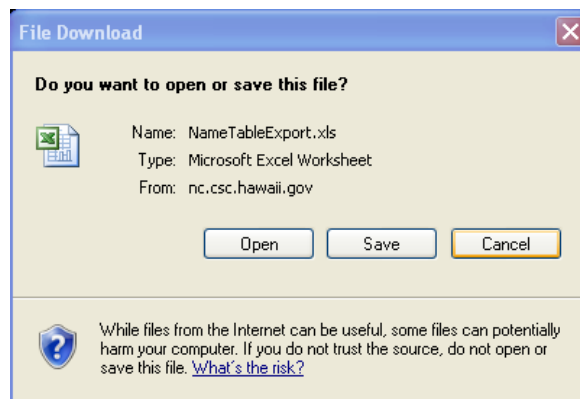 File Download
Do you want to open or save this file?
Name: NameTableExport.xls
Type: Microsoft Excel Worksheet
From: nc.csc.hawaii.gov
Open Save Cancel
While files from the Internet can be useful, some files can potentially
harm your computer. If you do not trust the source, do not open or
save this file. What's the risk?